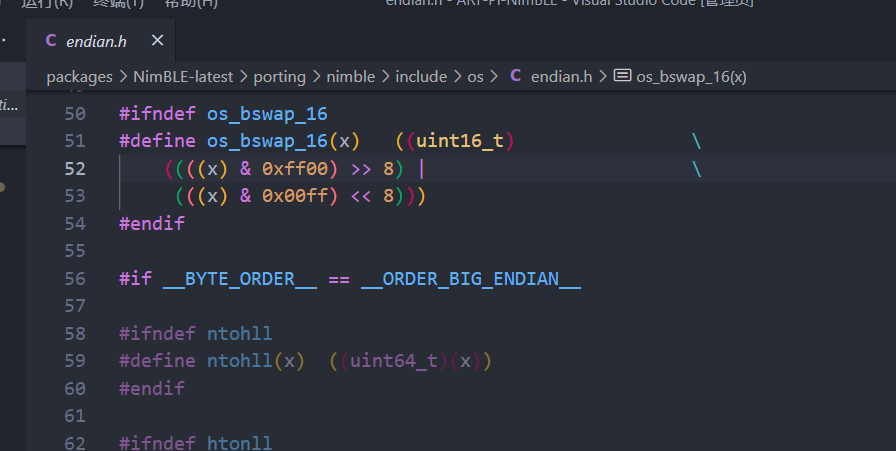 运行(R) 终端(T) 帮助(H) endian.h - ART-Pi-NimBLE - Visual Studio Code [管理员]
C endian.h ×
packages > NimBLE-latest > porting > nimble > include > os > C endian.h > os_bswap_16(x)
50 #ifndef os_bswap_16
51 #define os_bswap_16(x) ((uint16_t) \
52 ((((x) & 0xff00) >> 8) | \
53 (((x) & 0x00ff) << 8)))
54 #endif
55
56 #if __BYTE_ORDER__ == __ORDER_BIG_ENDIAN__
57
58 #ifndef ntohll
59 #define ntohll(x) ((uint64_t)(x))
60 #endif
61
62 #ifndef htonll